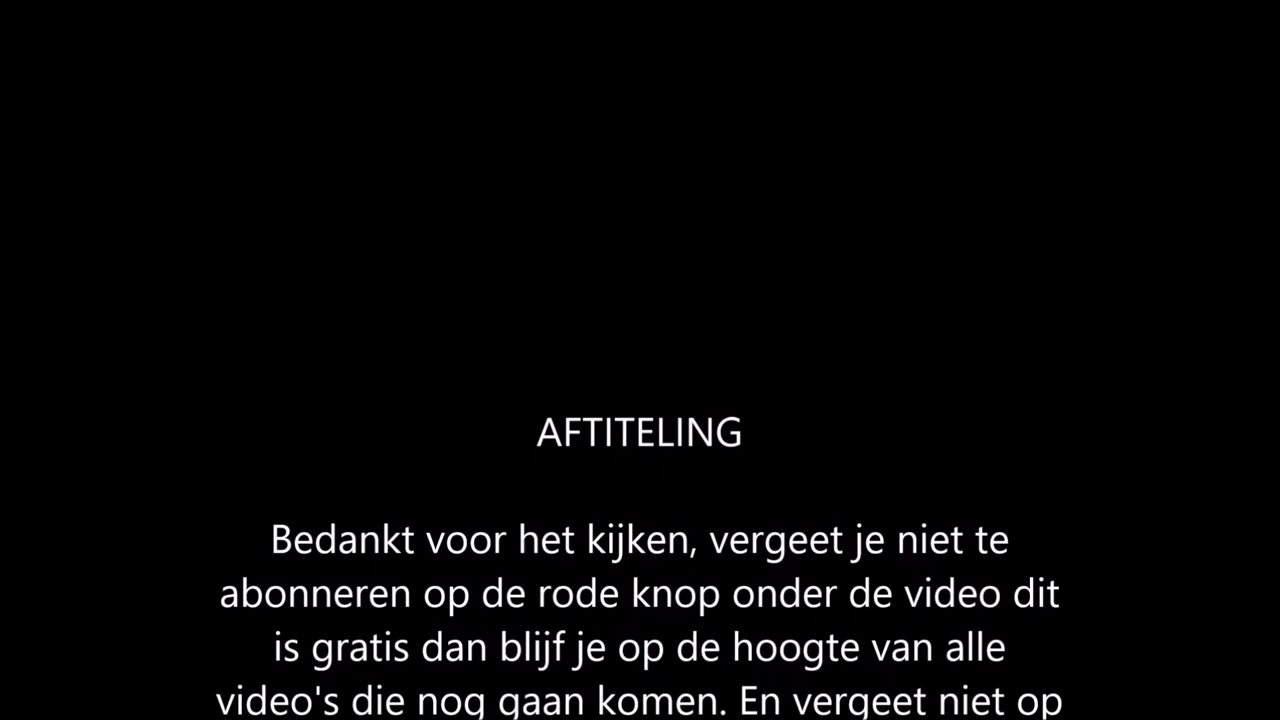 AFTITELING
Bedankt voor het kijken, vergeet je niet te
abonneren op de rode knop onder de video dit
is gratis dan blijf je op de hoogte van alle
video's die nog gaan komen. En vergeet niet op